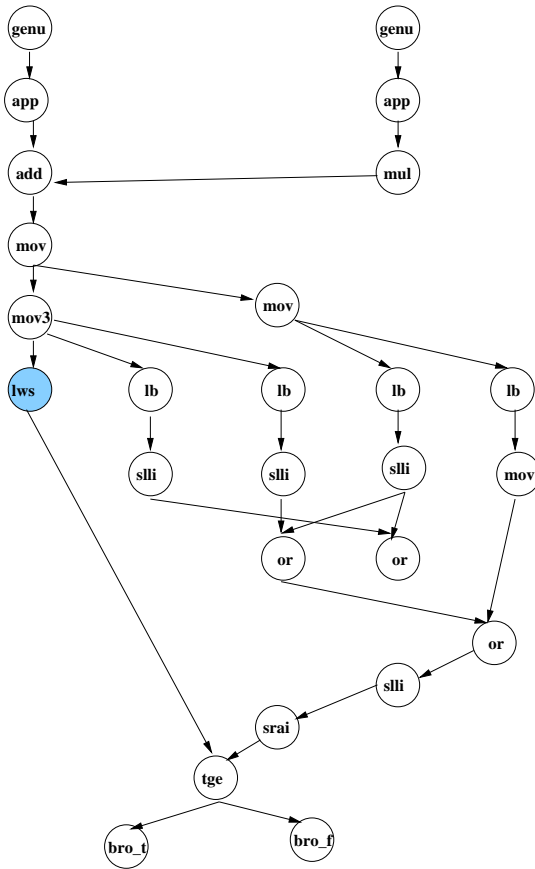 genu genu
app app
add mul
mov
mov
mov3
lws lb lb lb lb
slli slli slli mov
or or
or
slli
srai
tge
bro_t bro_f